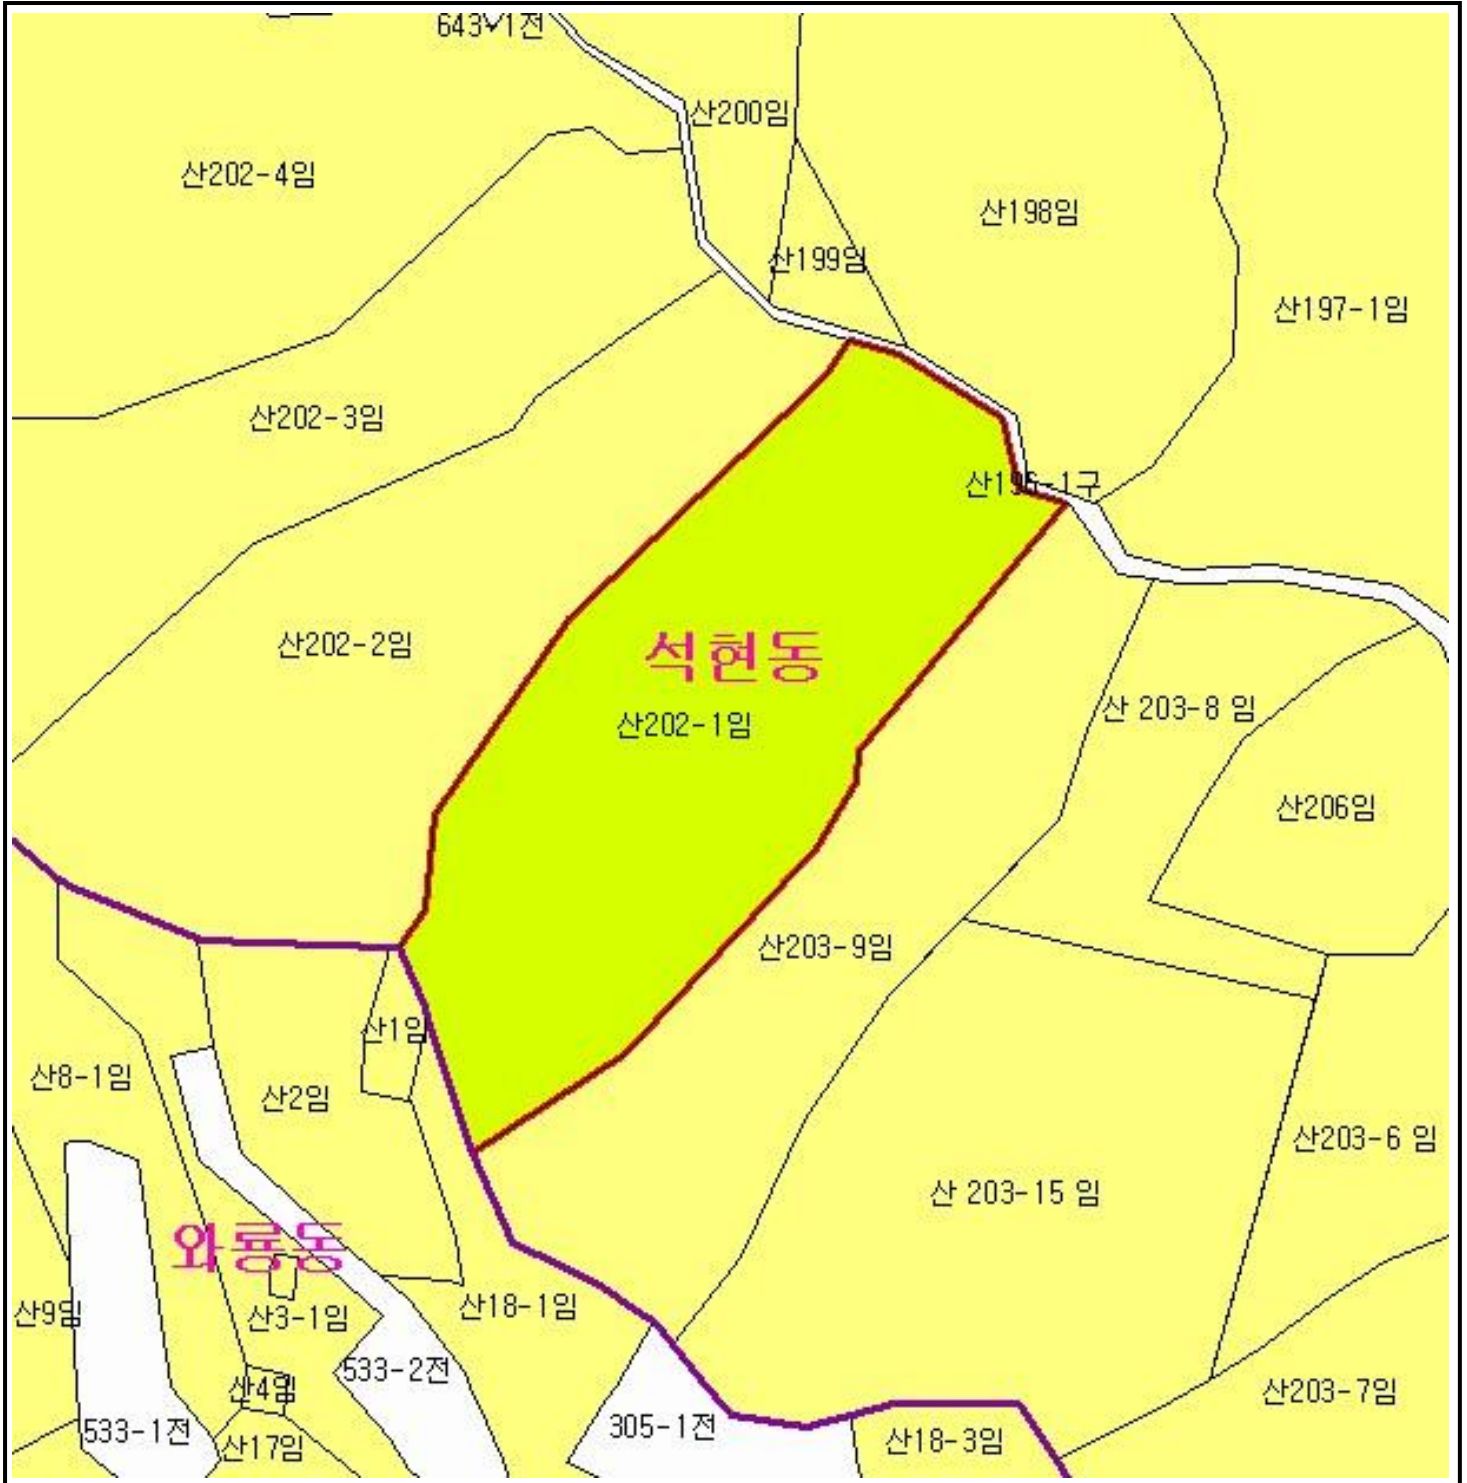 643-1전
산200임
산202-4임
산198임
산199임
산197-1임
산202-3임
산195-1구
석현동
산202-2임
산202-1임
산 203-8 임
산206임
산203-9임
산1임
산8-1임
산2임
산203-6 임
산 203-15 임
와룡동
산9임
산3-1임
산18-1임
533-2전
산4임
산203-7임
533-1전
305-1전
산18-3임
산17임